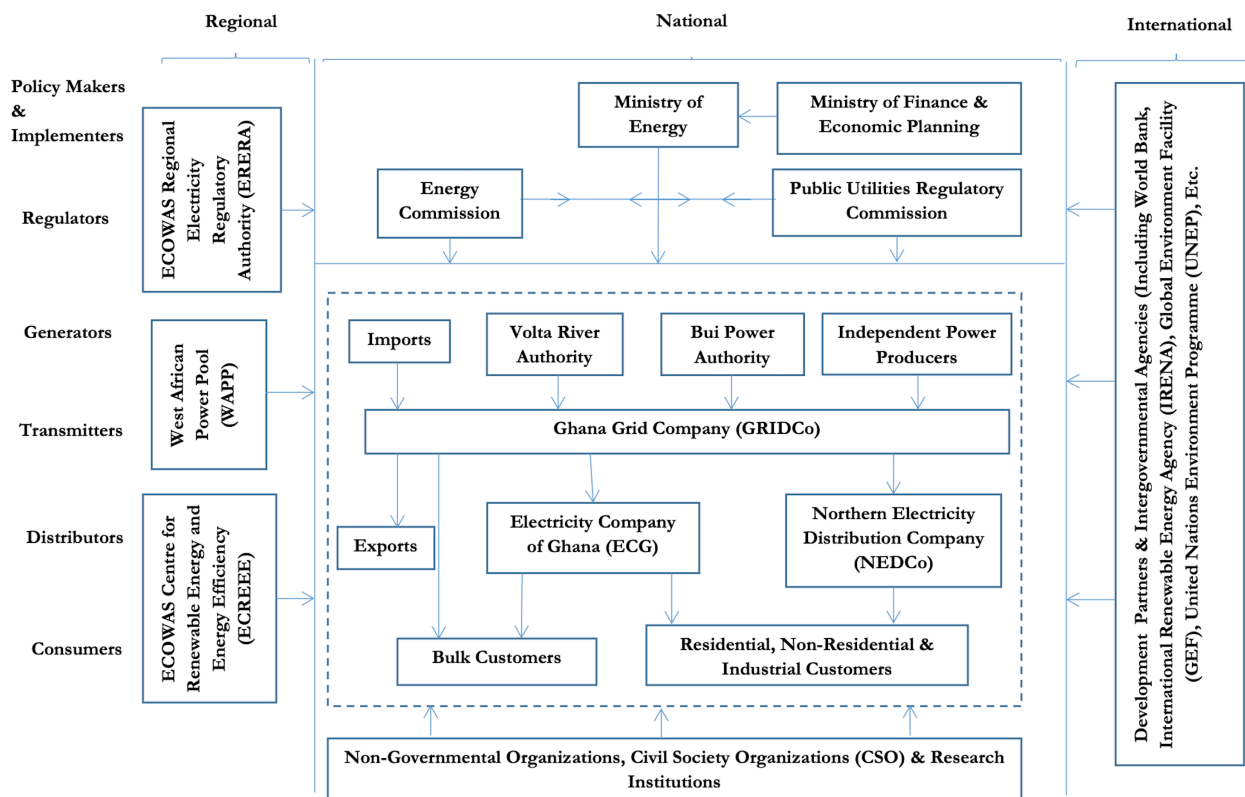 Regional
National
International
Policy Makers
&
Implementers
Regulators
Generators
Transmitters
Distributors
Consumers
ECOWAS Regional
Electricity
Regulatory
Authority (ERERA)
West African
Power Pool
(WAPP)
ECOWAS Centre for
Renewable Energy and
Energy Efficiency
(ECREEE)
Ministry of
Energy
Ministry of Finance &
Economic Planning
Energy
Commission
Public Utilities Regulatory
Commission
Imports
Volta River
Authority
Bui Power
Authority
Independent Power
Producers
Ghana Grid Company (GRIDCo)
Exports
Electricity Company
of Ghana (ECG)
Northern Electricity
Distribution Company
(NEDCo)
Bulk Customers
Residential, Non-Residential &
Industrial Customers
Non-Governmental Organizations, Civil Society Organizations (CSO) & Research
Institutions
Development Partners & Intergovernmental Agencies (Including World Bank,
International Renewable Energy Agency (IRENA), Global Environment Facility
(GEF), United Nations Environment Programme (UNEP), Etc.